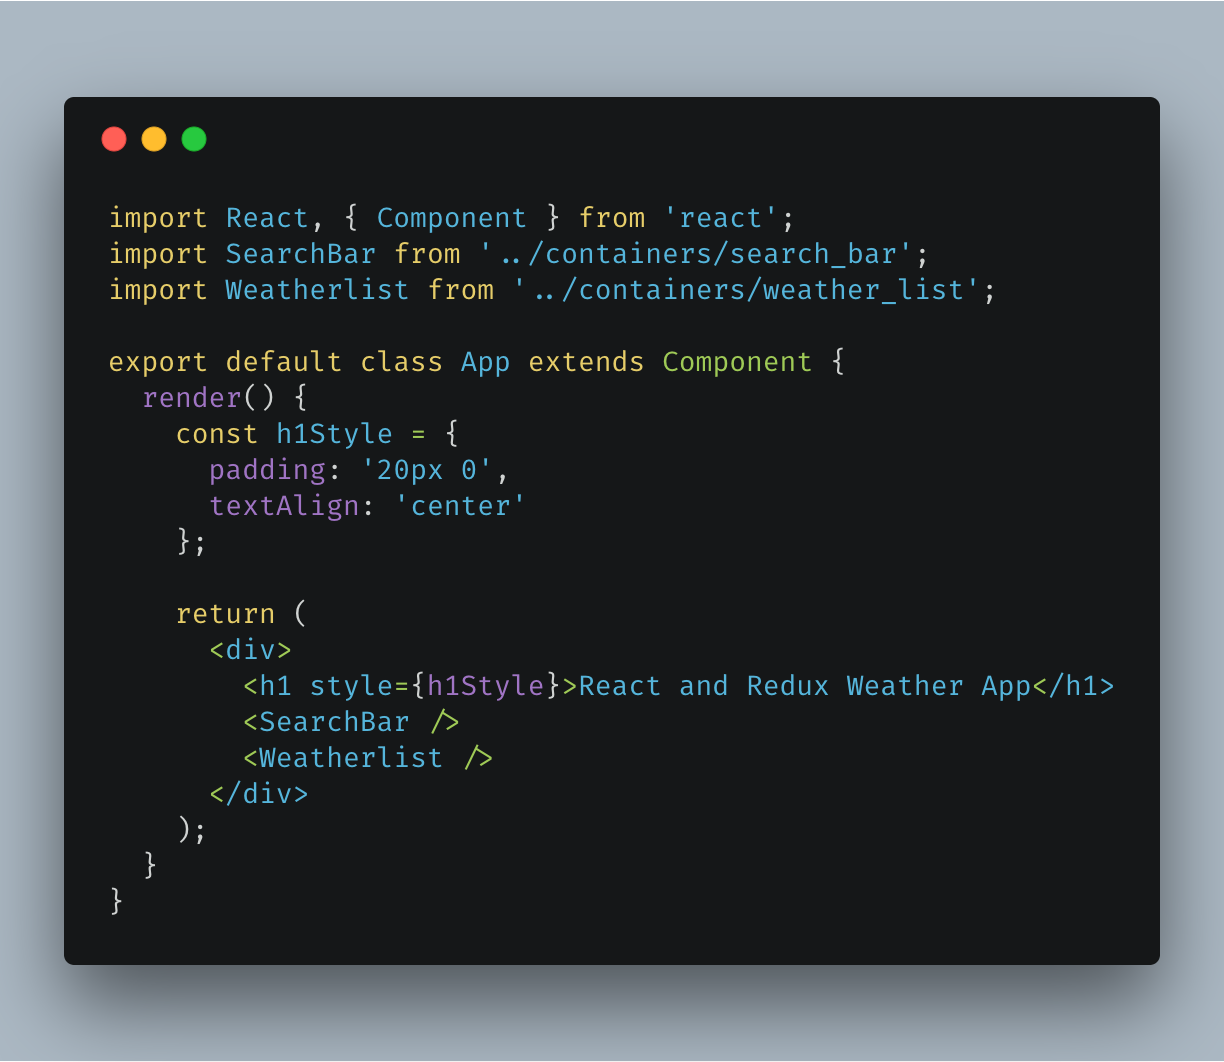 import React, { Component } from 'react';
import SearchBar from '../containers/search_bar';
import Weatherlist from '../containers/weather_list';

export default class App extends Component {
  render() {
    const h1Style = {
      padding: '20px 0',
      textAlign: 'center'
    };

    return (
      <div>
        <h1 style={h1Style}>React and Redux Weather App</h1>
        <SearchBar />
        <Weatherlist />
      </div>
    );
  }
}